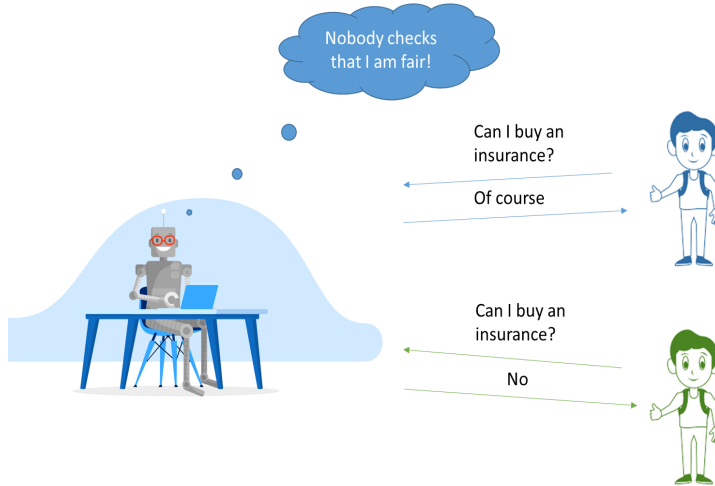 Nobody checks
that I am fair!
Can I buy an
insurance?
Of course
Can I buy an
insurance?
No